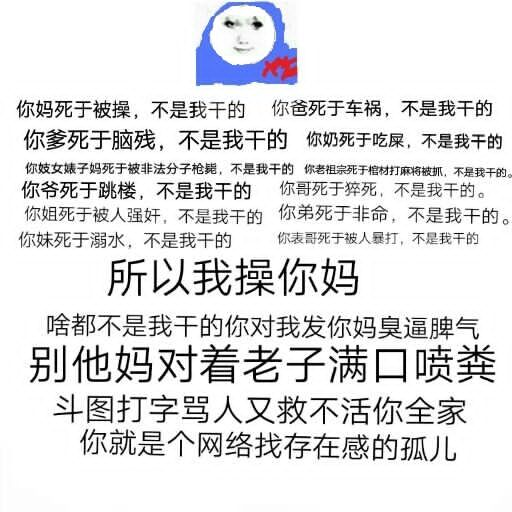 你妈死于被操，不是我干的 你爸死于车祸，不是我干的
你爹死于脑残，不是我干的 你奶死于吃屎，不是我干的
你妓女婊子妈死于被非法分子枪毙，不是我干的 你老祖宗死于棺材打麻将被抓，不是我干的。
你爷死于跳楼，不是我干的 你哥死于猝死，不是我干的。
你姐死于被人强奸，不是我干的 你弟死于非命，不是我干的。
你妹死于溺水，不是我干的 你表哥死于被人暴打，不是我干的
所以我操你妈
啥都不是我干的你对我发你妈臭逼脾气
别他妈对着老子满口喷粪
斗图打字骂人又救不活你全家
你就是个网络找存在感的孤儿